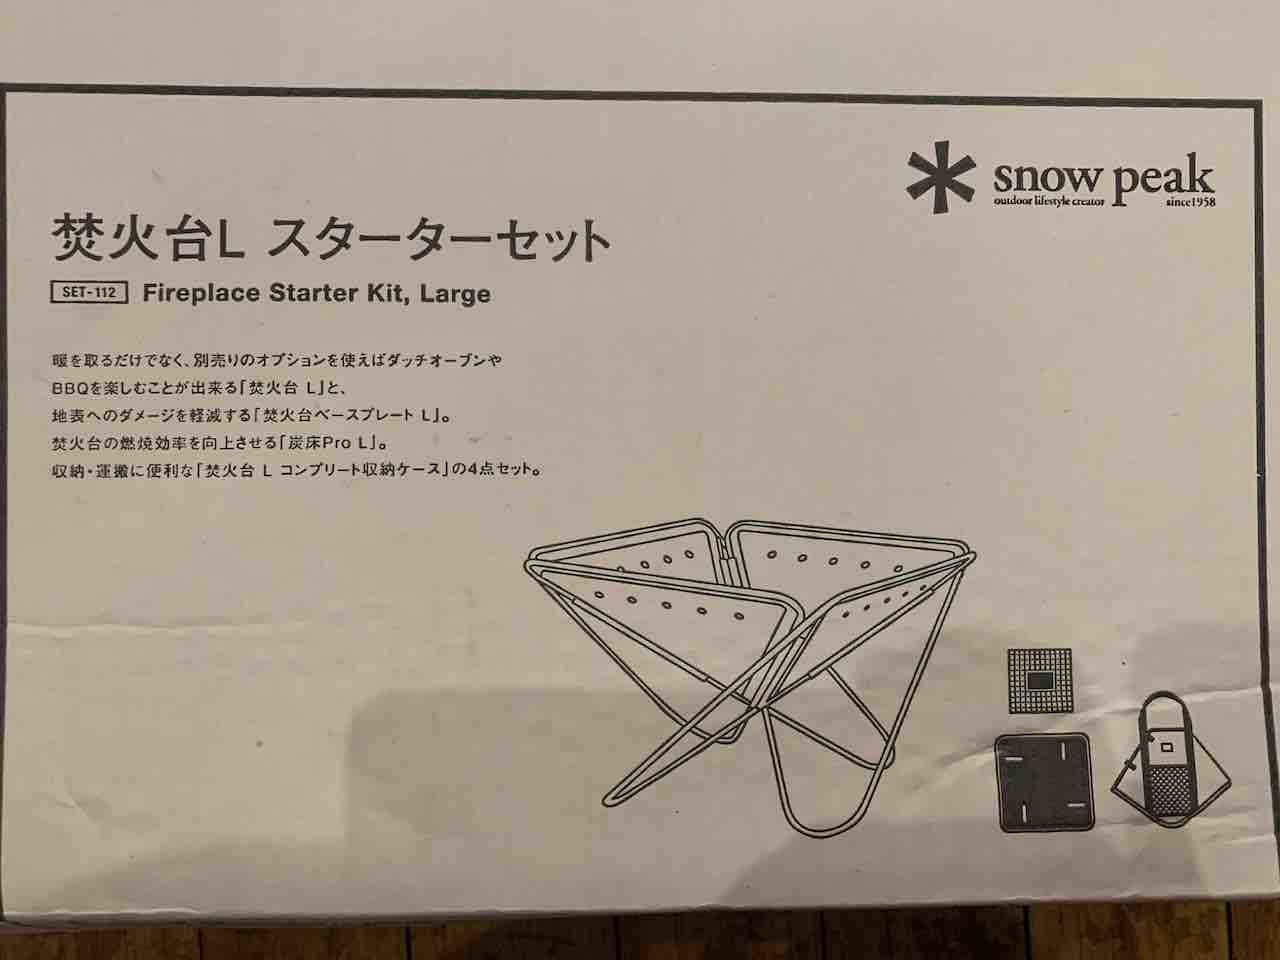 snow peak
outdoor lifestyle creator since1958
焚火台L スターターセット
SET-112 Fireplace Starter Kit, Large
暖を取るだけでなく、別売りのオプションを使えばダッチオーブンや
BBQを楽しむことが出来る「焚火台 L」と、
地表へのダメージを軽減する「焚火台ベースプレート L」。
焚火台の燃焼効率を向上させる「炭床Pro L」。
収納・運搬に便利な「焚火台 L コンプリート収納ケース」の4点セット。